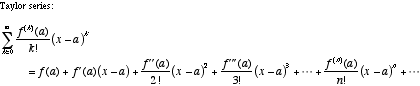 Taylor series:
∑_{k=0}^{∞} f^{(k)}(a)/k! (x−a)^k
= f(a) + f′(a)(x−a) + f″(a)/2! (x−a)^2 + f‴(a)/3! (x−a)^3 + ⋯ + f^{(n)}(a)/n! (x−a)^n + ⋯